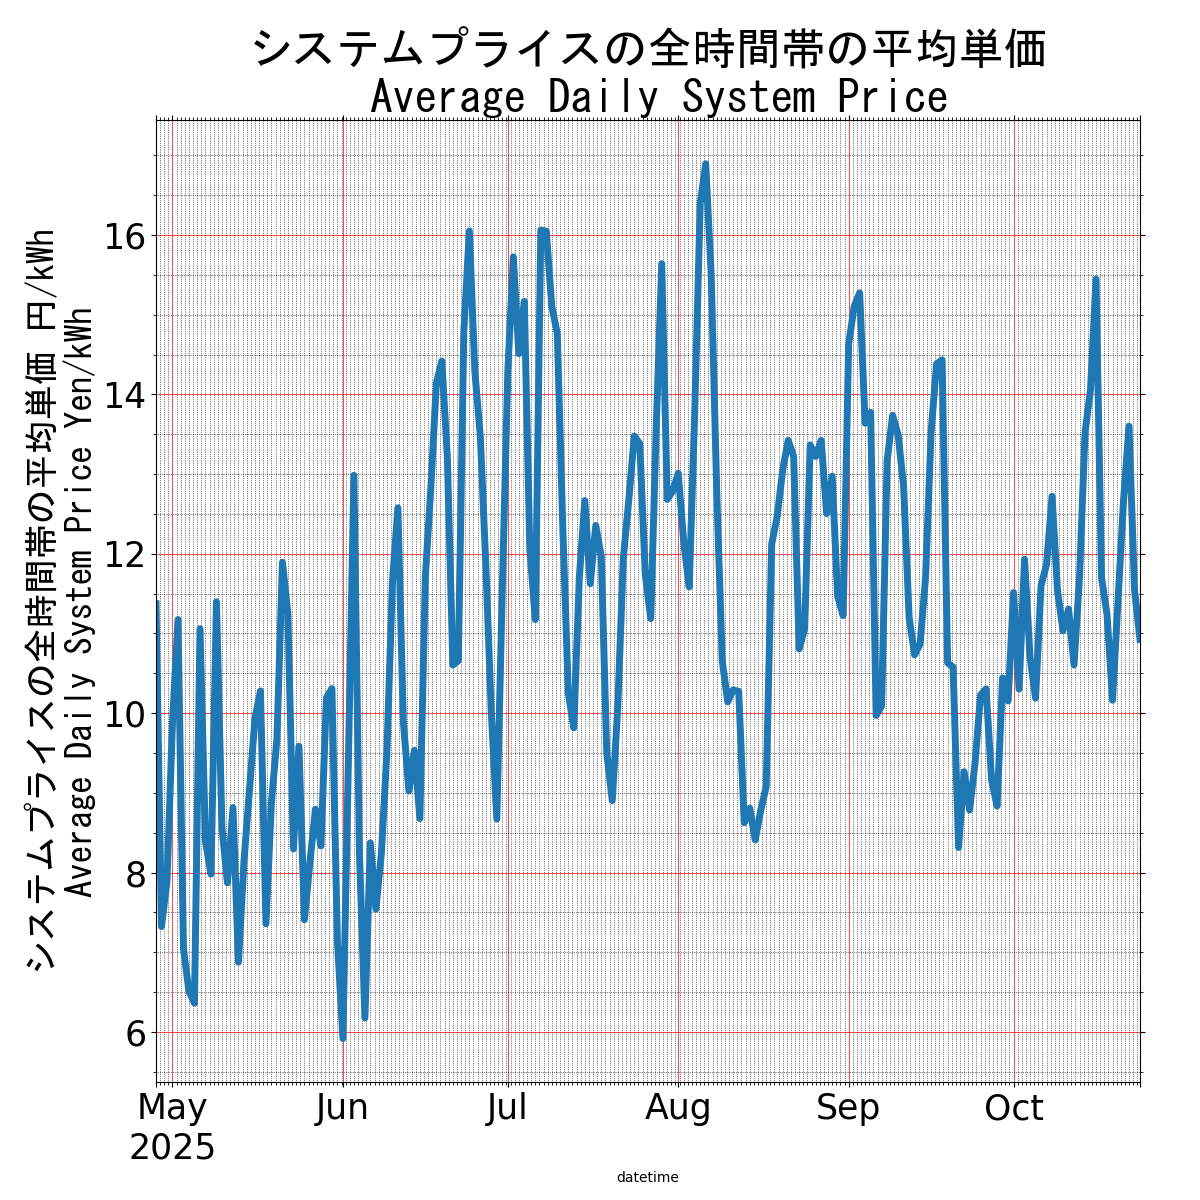 システムプライスの全時間帯の平均単価
Average Daily System Price
システムプライスの全時間帯の平均単価 円/kWh
Average Daily System Price Yen/kWh
16
14
12
10
8
6
May
2025
Jun
Jul
Aug
Sep
Oct
datetime